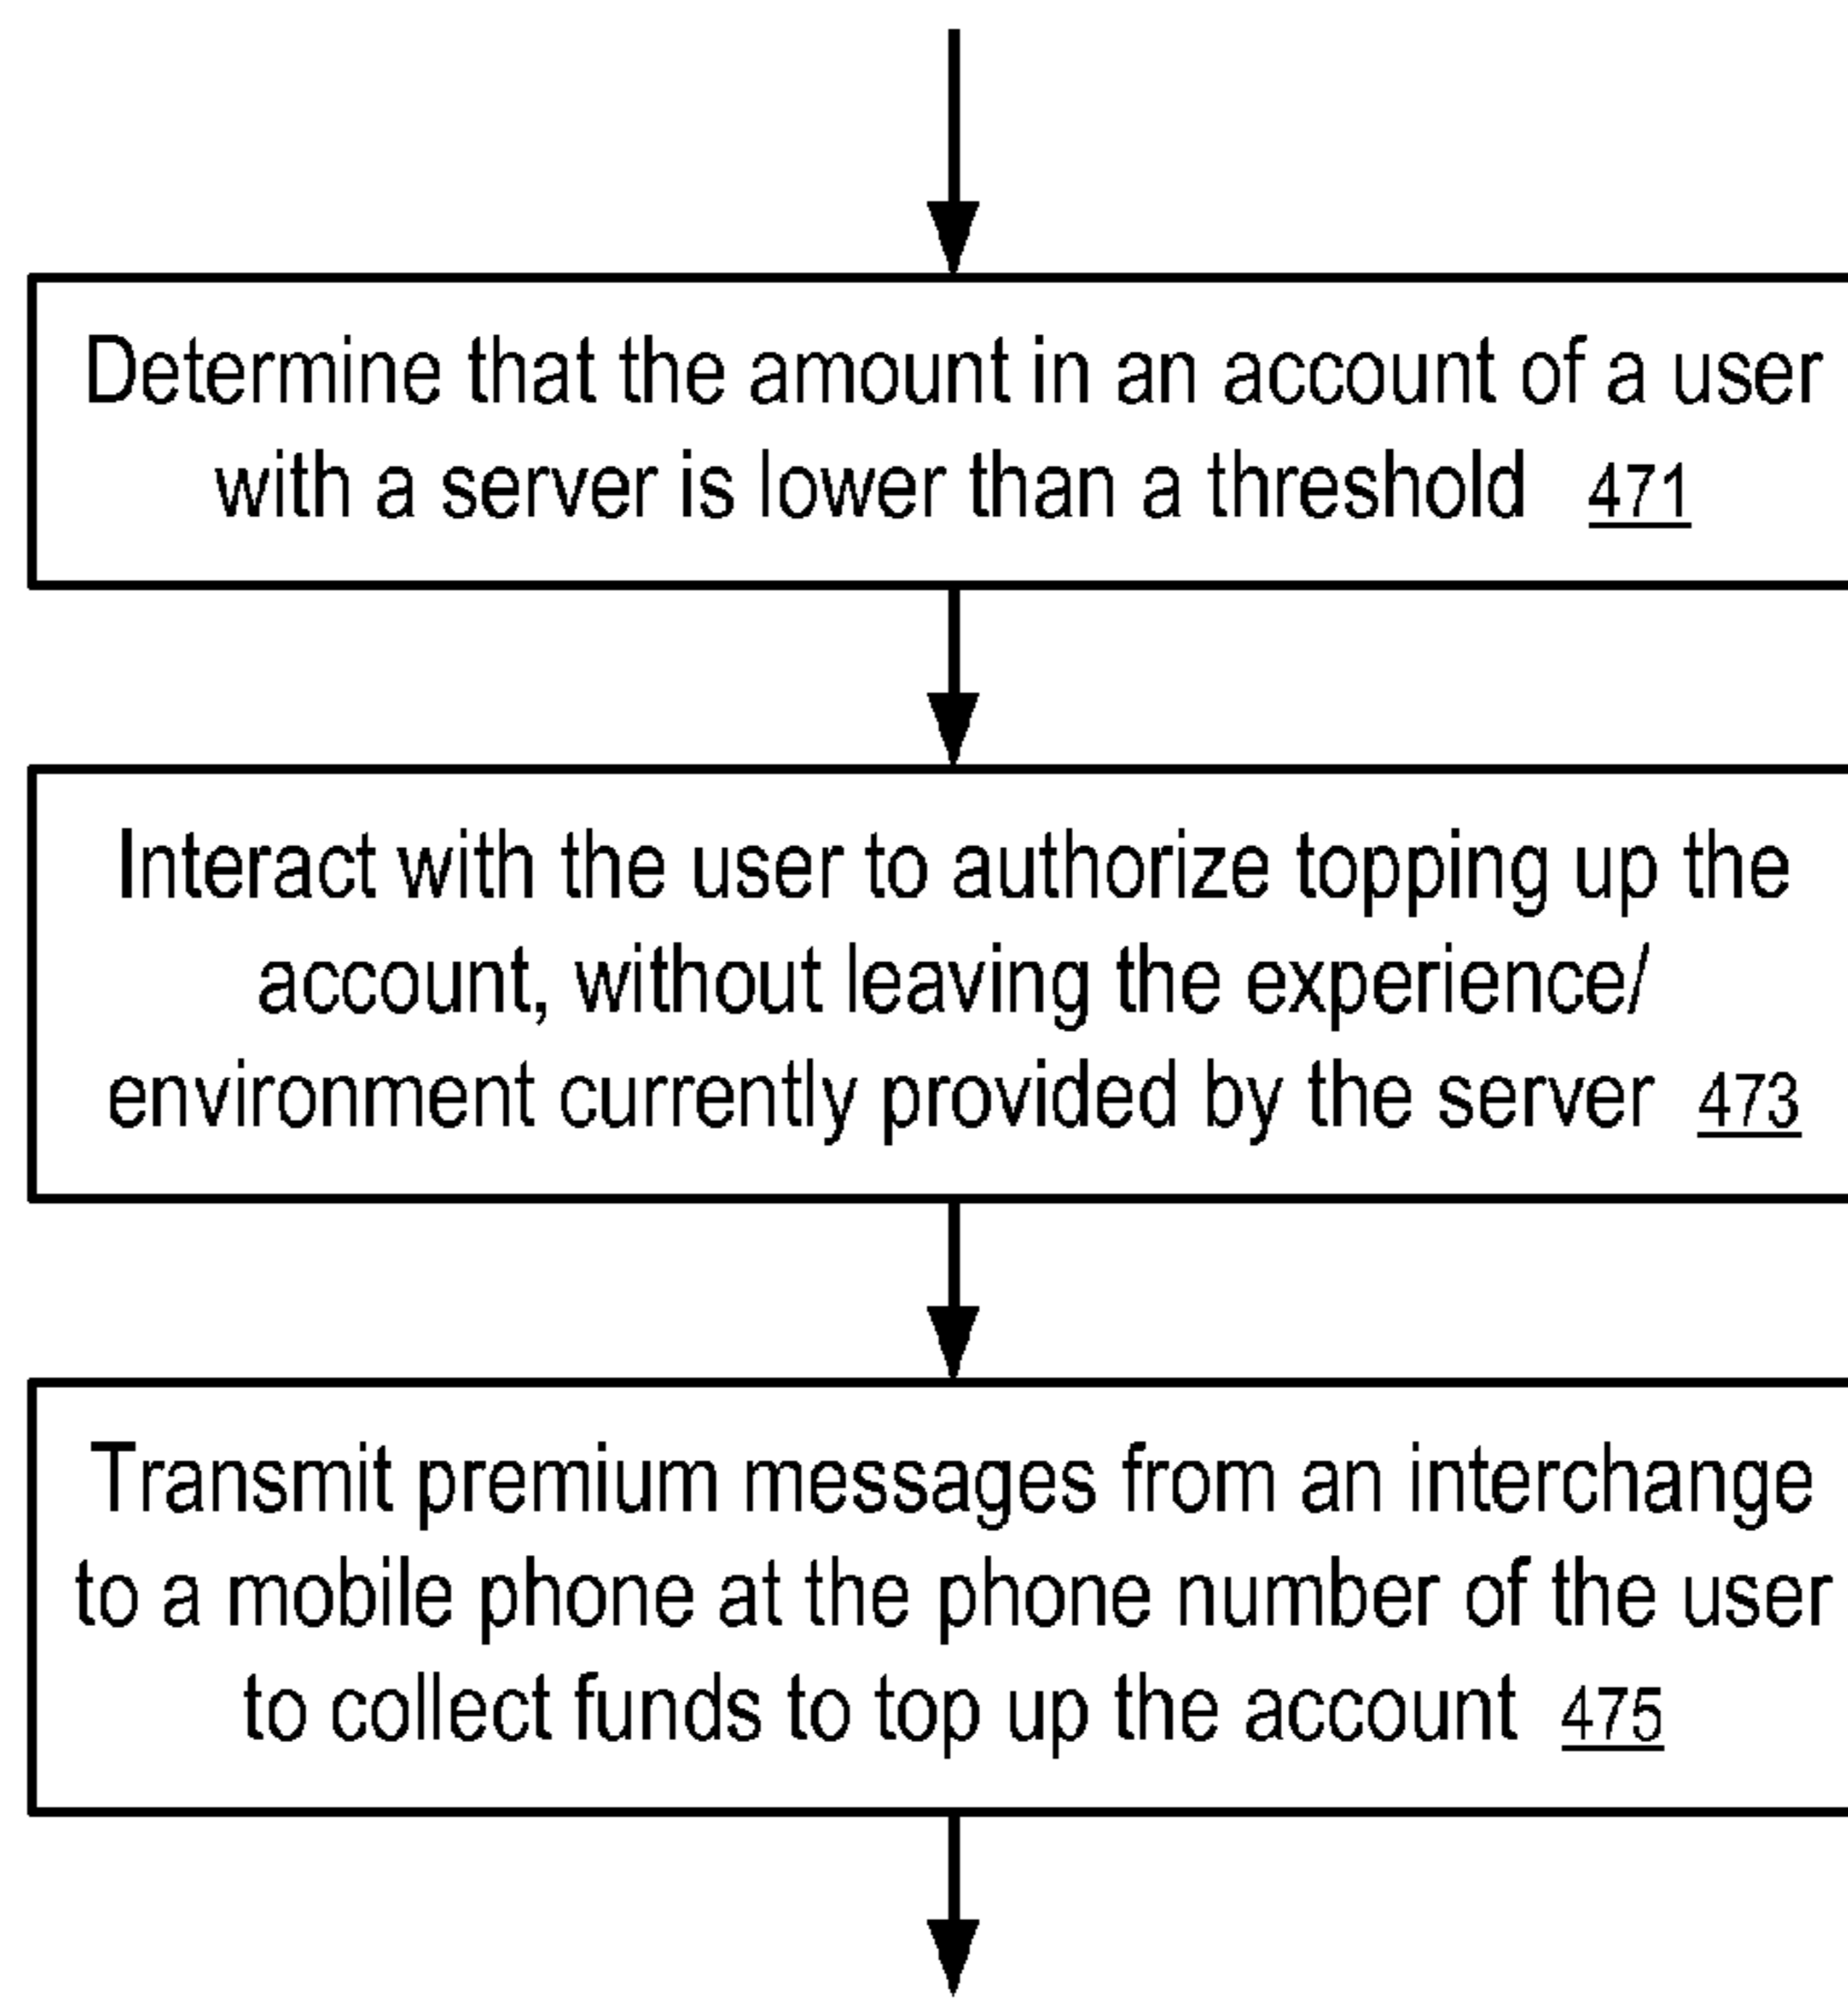 Determine that the amount in an account of a user
with a server is lower than a threshold 471
Interact with the user to authorize topping up the
account, without leaving the experience/
environment currently provided by the server 473
Transmit premium messages from an interchange
to a mobile phone at the phone number of the user
to collect funds to top up the account 475